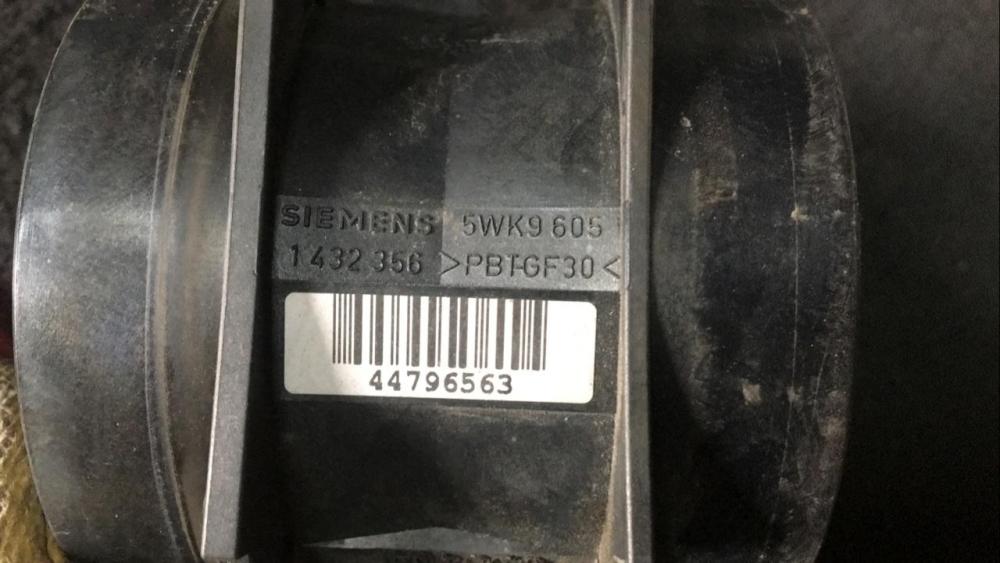 SIEMENS 5WK9 605
1 432 356 >PBT-GF30<
44796563